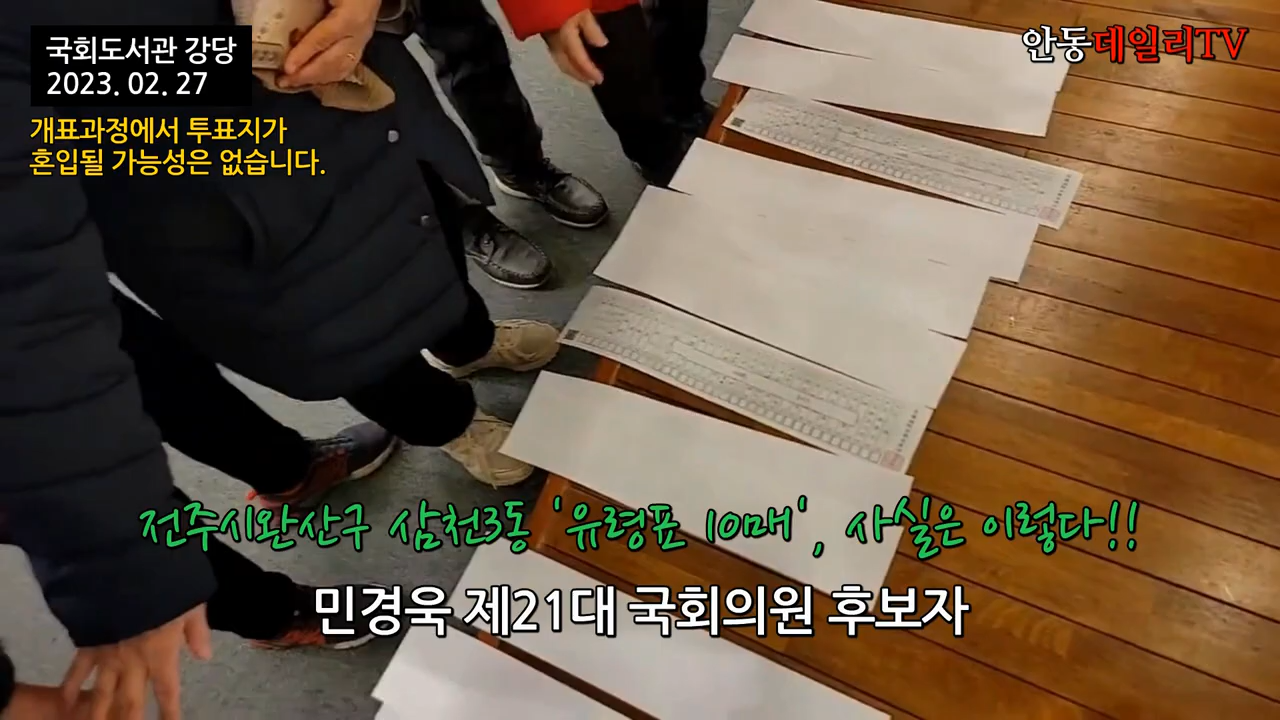 국회도서관 강당
2023. 02. 27
안동데일리TV
개표과정에서 투표지가
혼입될 가능성은 없습니다.
전주시완산구 삼천3동 '유령표 10매', 사실은 이렇다!!
민경욱 제21대 국회의원 후보자